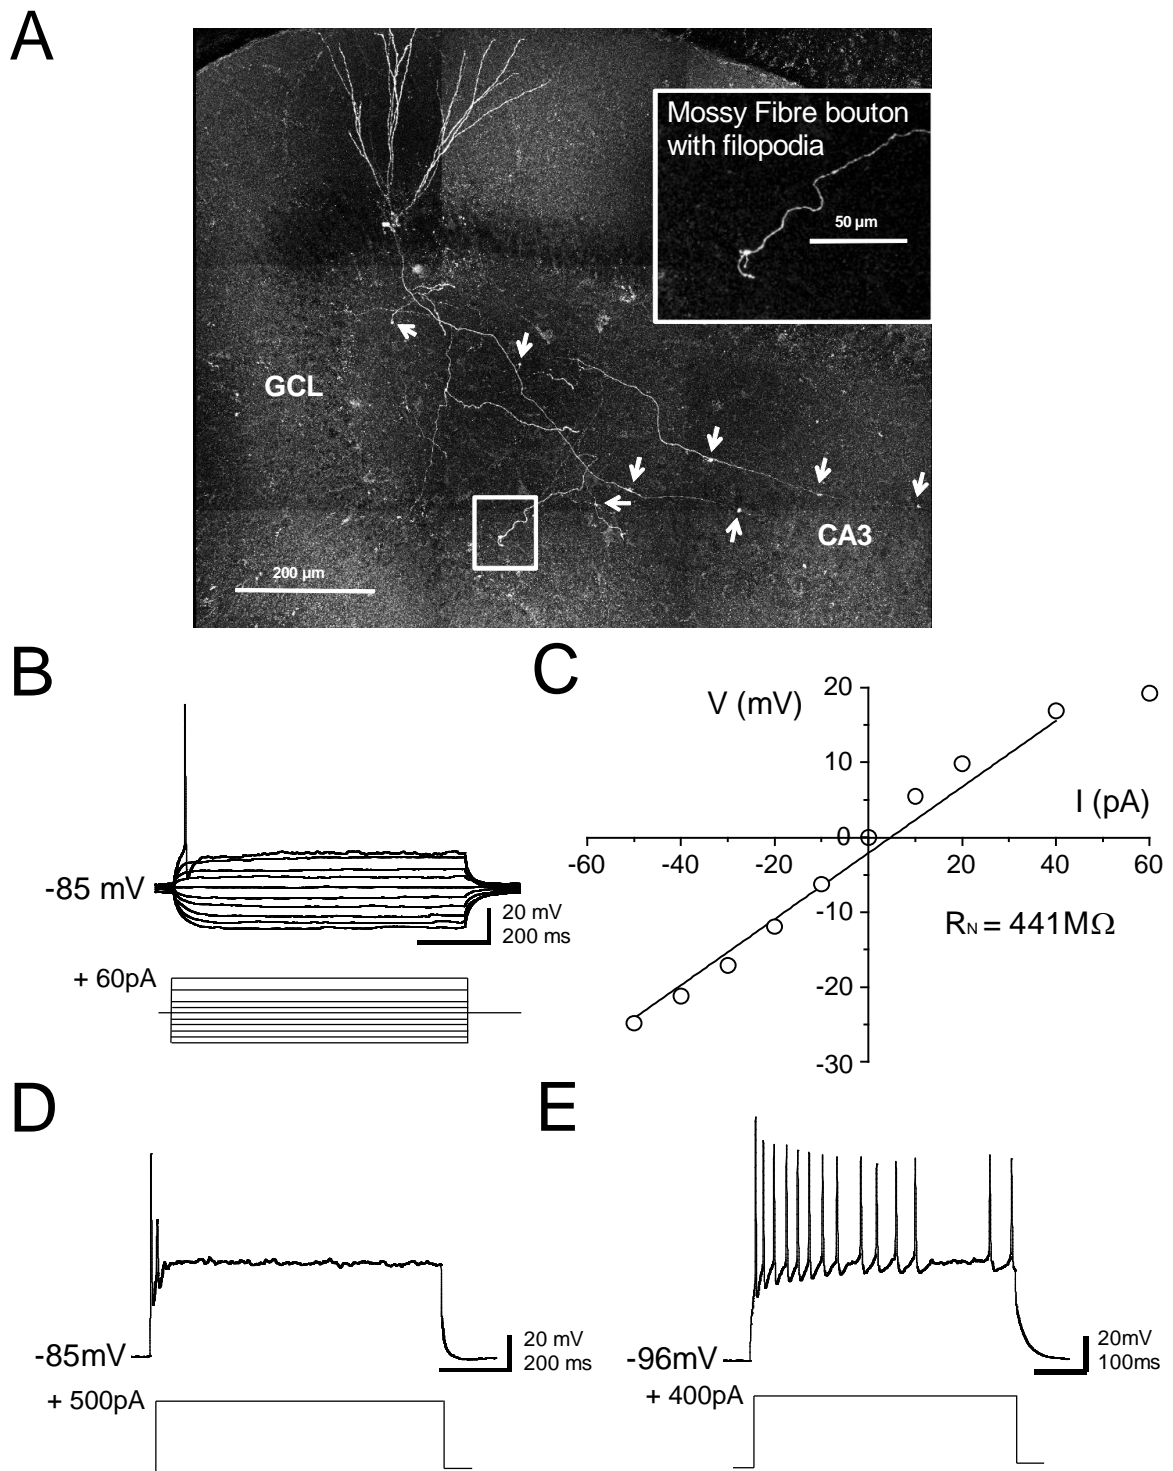 A
Mossy Fibre bouton
with filopodia
50 µm
GCL
CA3
200 µm
B
-85 mV
20 mV
200 ms
+ 60pA
C
V (mV)
I (pA)
20
10
0
-10
-20
-30
-60
-40
-20
20
40
60
RN = 441MΩ
D
-85mV
20 mV
200 ms
+ 500pA
E
-96mV
20mV
100ms
+ 400pA